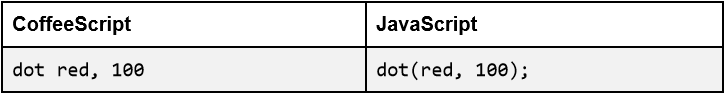 CoffeeScript JavaScript
dot red, 100 dot(red, 100);